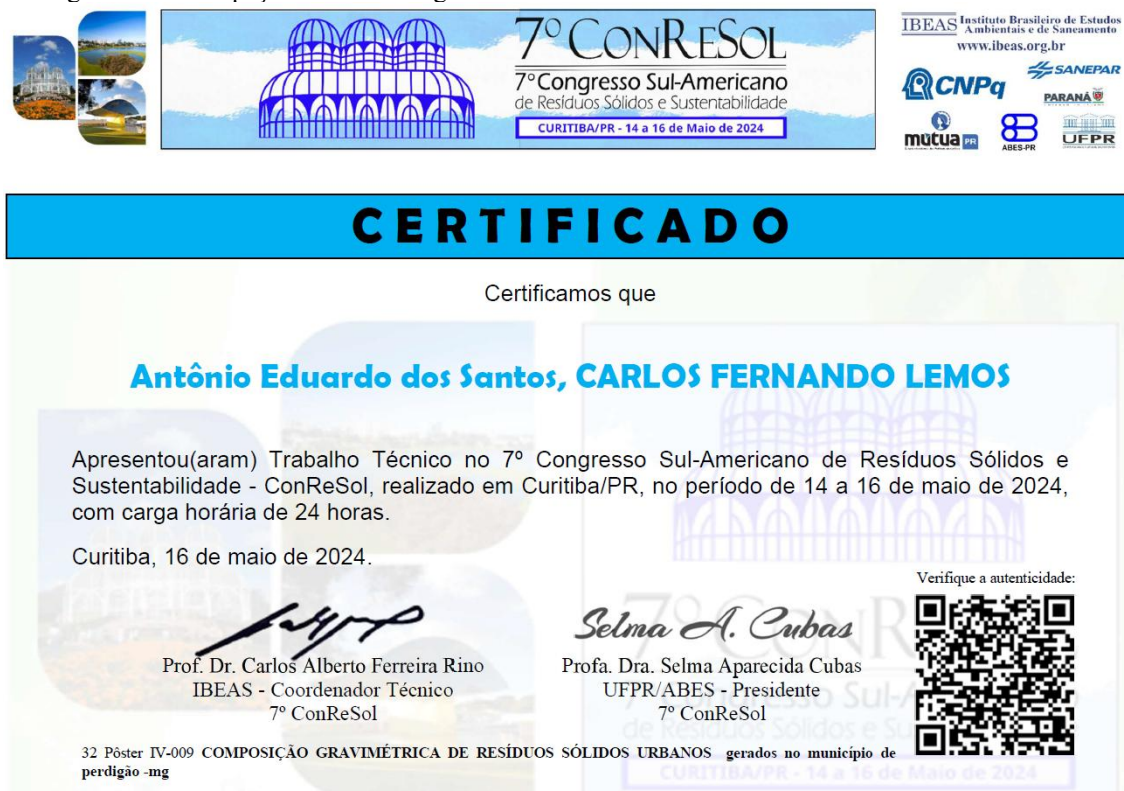 7º CONRESOL
7º Congresso Sul-Americano
de Resíduos Sólidos e Sustentabilidade
CURITIBA/PR - 14 a 16 de Maio de 2024
IBEAS Instituto Brasileiro de Estudos
Ambientais e de Saneamento
www.ibeas.org.br
CNPq
SANEPAR
PARANÁ
mútua PR
ABES-PR
UFPR
CERTIFICADO
Certificamos que
Antônio Eduardo dos Santos, CARLOS FERNANDO LEMOS
Apresentou(aram) Trabalho Técnico no 7º Congresso Sul-Americano de Resíduos Sólidos e
Sustentabilidade - ConReSol, realizado em Curitiba/PR, no período de 14 a 16 de maio de 2024,
com carga horária de 24 horas.
Curitiba, 16 de maio de 2024.
Verifique a autenticidade:
Selma A. Cubas
Prof. Dr. Carlos Alberto Ferreira Rino
IBEAS - Coordenador Técnico
7º ConReSol
Profa. Dra. Selma Aparecida Cubas
UFPR/ABES - Presidente
7º ConReSol
32 Pôster IV-009 COMPOSIÇÃO GRAVIMÉTRICA DE RESÍDUOS SÓLIDOS URBANOS gerados no município de
perdigão -mg